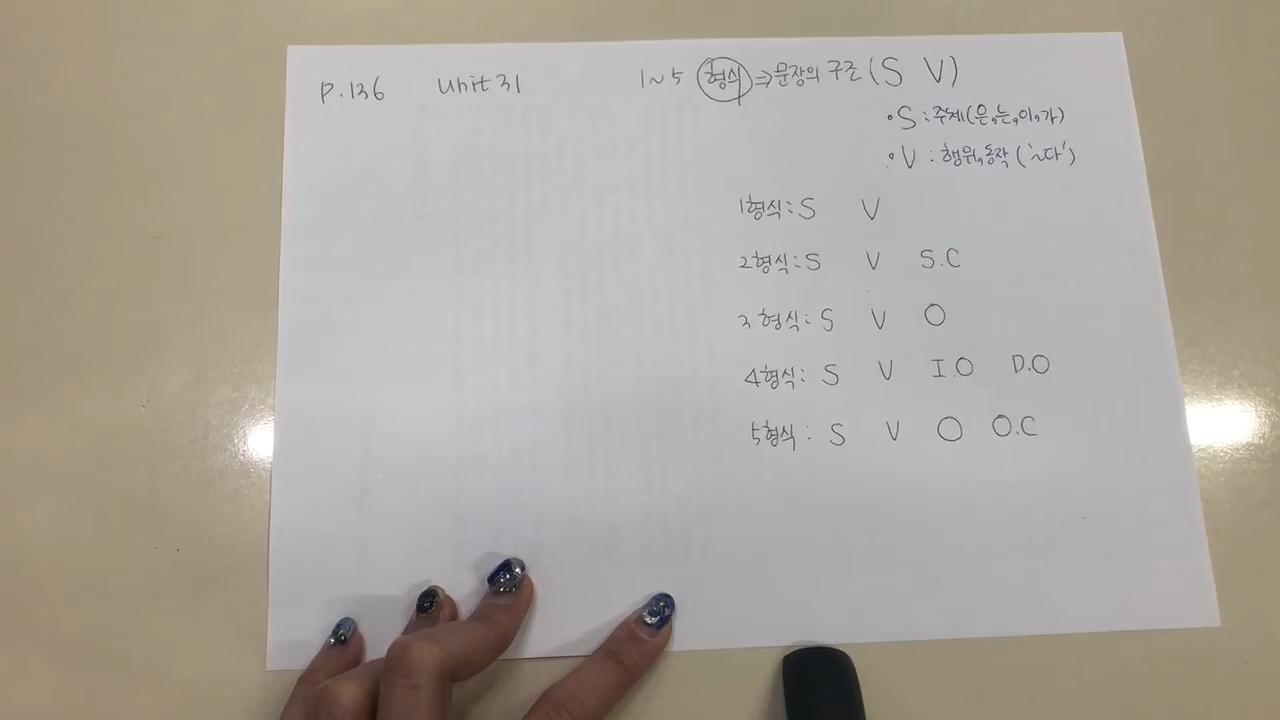 P.136 unit 31 1~5 형식 ⇒ 문장의 구조 (S V)
• S : 주체(은,는,이,가)
• V : 행위,동작 ('~다')
1형식 : S V
2형식 : S V S.C
3형식 : S V O
4형식 : S V I.O D.O
5형식 : S V O O.C